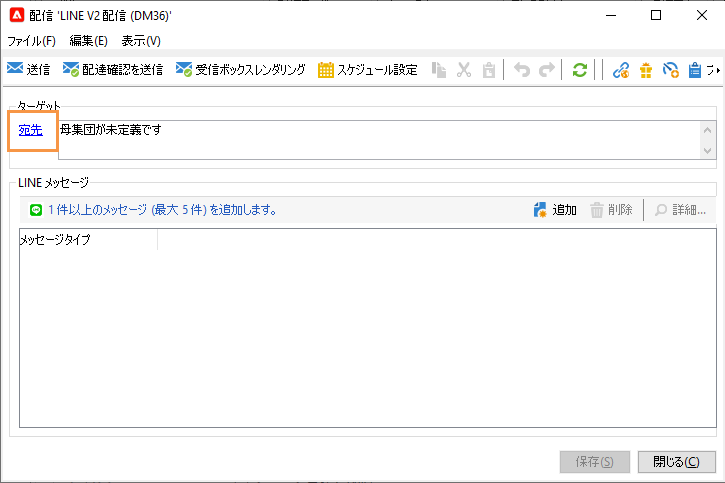 配信 'LINE V2 配信 (DM36)'
ファイル(F) 編集(E) 表示(V)
送信 配達確認を送信 受信ボックスレンダリング スケジュール設定
ターゲット
宛先 母集団が未定義です
LINE メッセージ
1 件以上のメッセージ (最大 5 件) を追加します。 追加 削除 詳細...
メッセージタイプ
保存(S) 閉じる(C)